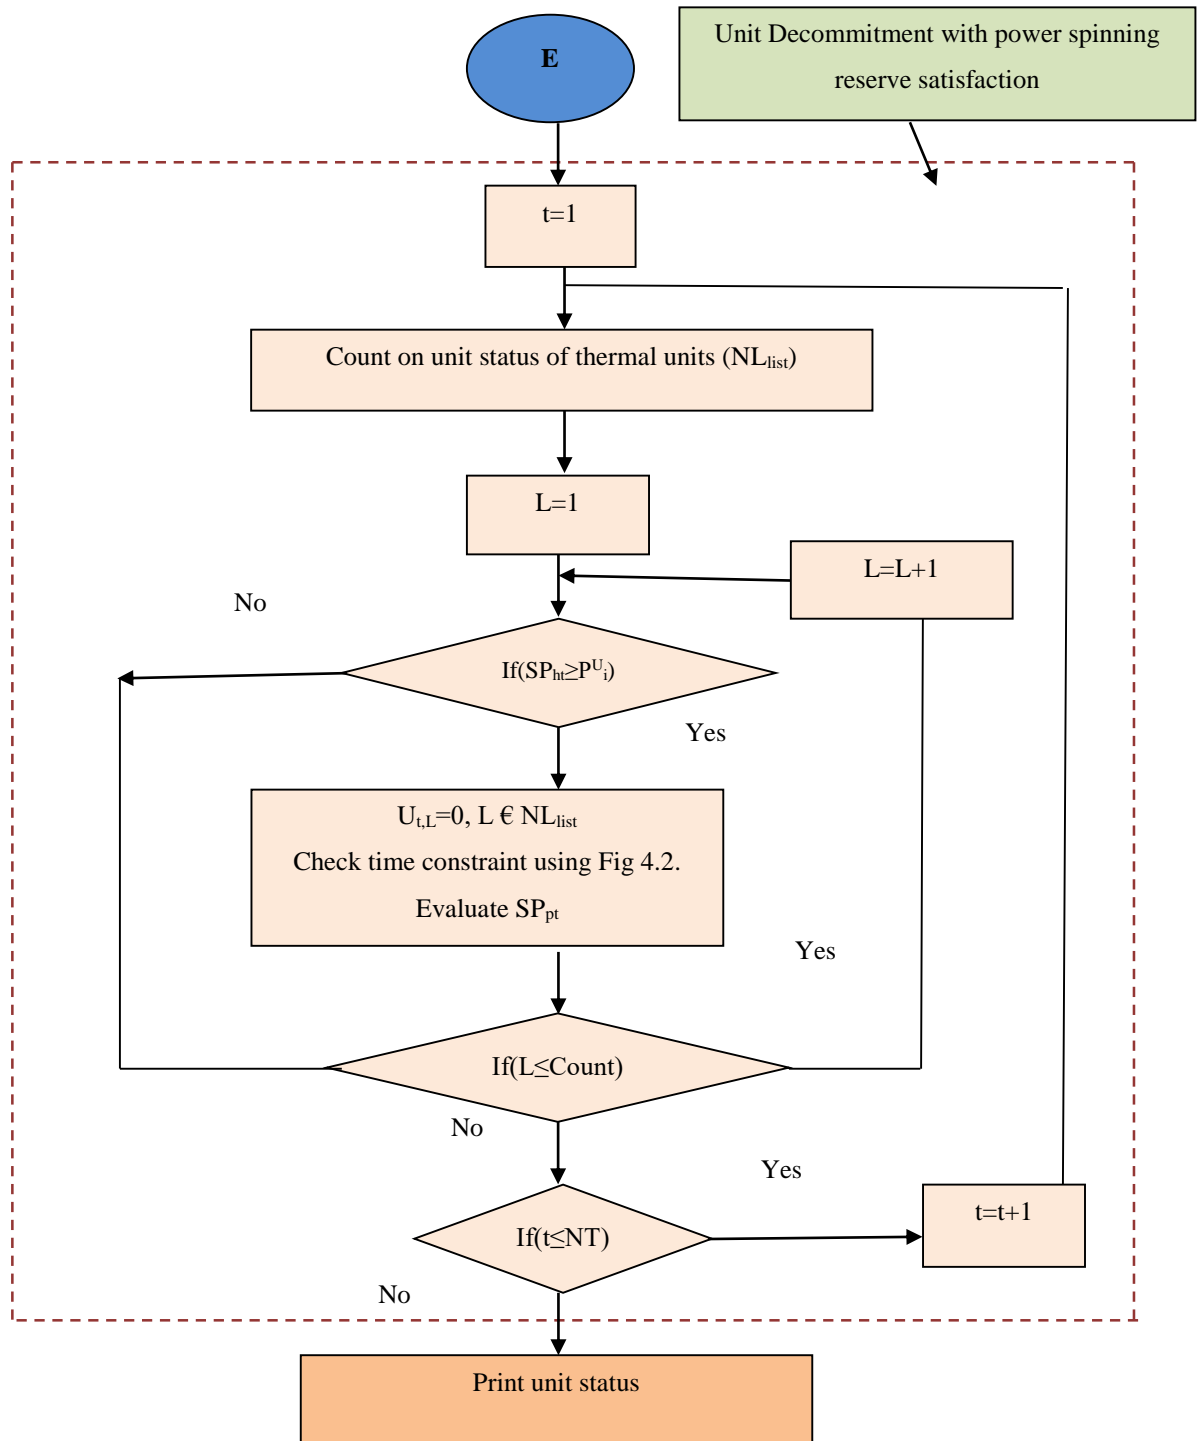 E
Unit Decommitment with power spinning
reserve satisfaction
t=1
Count on unit status of thermal units (NLlist)
L=1
L=L+1
No
If(SPht≥PUi)
Yes
Ut,L=0, L € NLlist
Check time constraint using Fig 4.2.
Evaluate SPpt
Yes
If(L≤Count)
No
Yes
If(t≤NT)
t=t+1
No
Print unit status